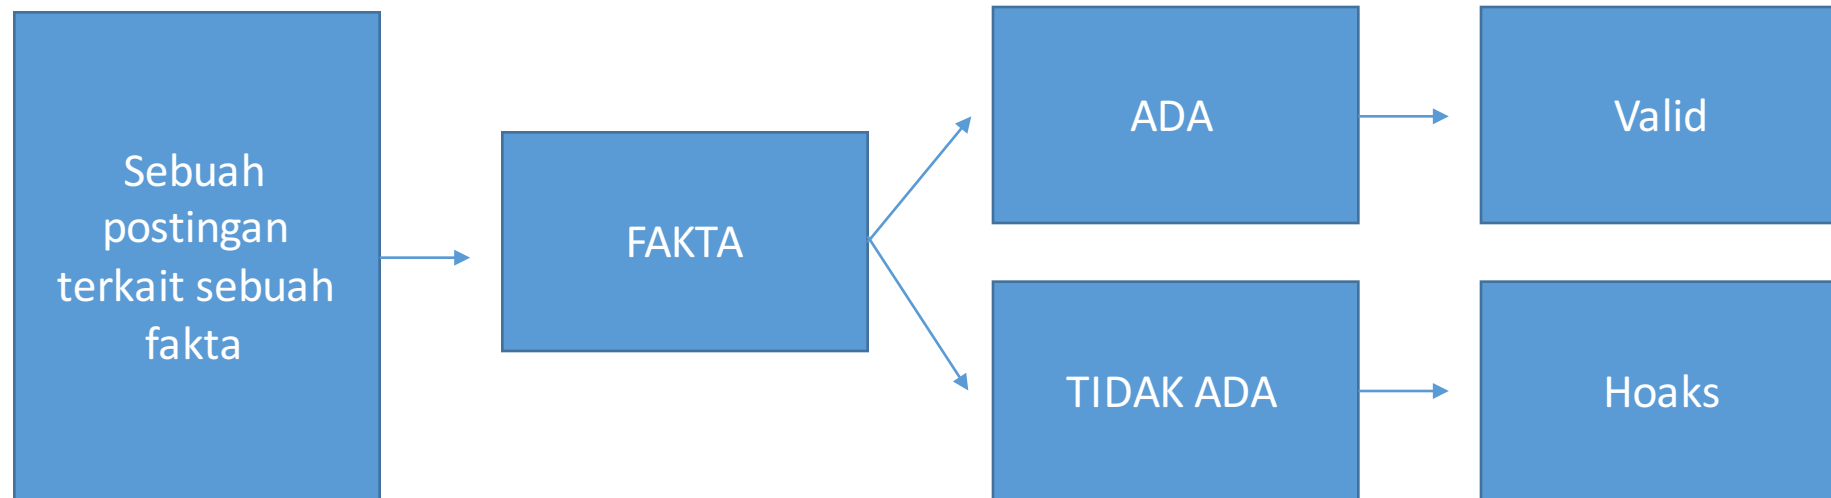 Sebuah
postingan
terkait sebuah
fakta
FAKTA
ADA
Valid
TIDAK ADA
Hoaks